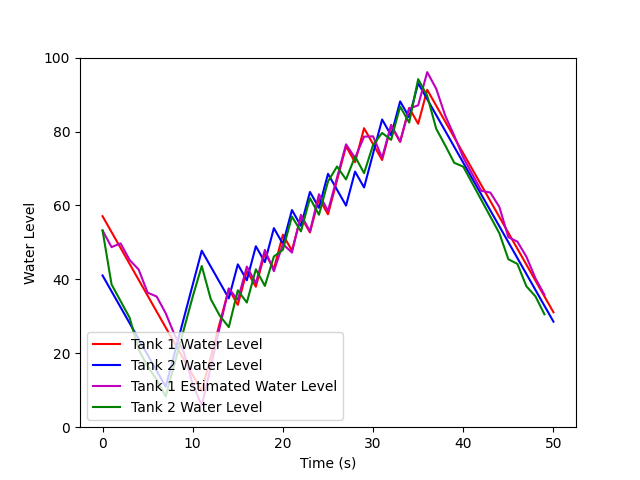 100
80
60
40
20
0
Water Level
Tank 1 Water Level
Tank 2 Water Level
Tank 1 Estimated Water Level
Tank 2 Water Level
0 10 20 30 40 50
Time (s)